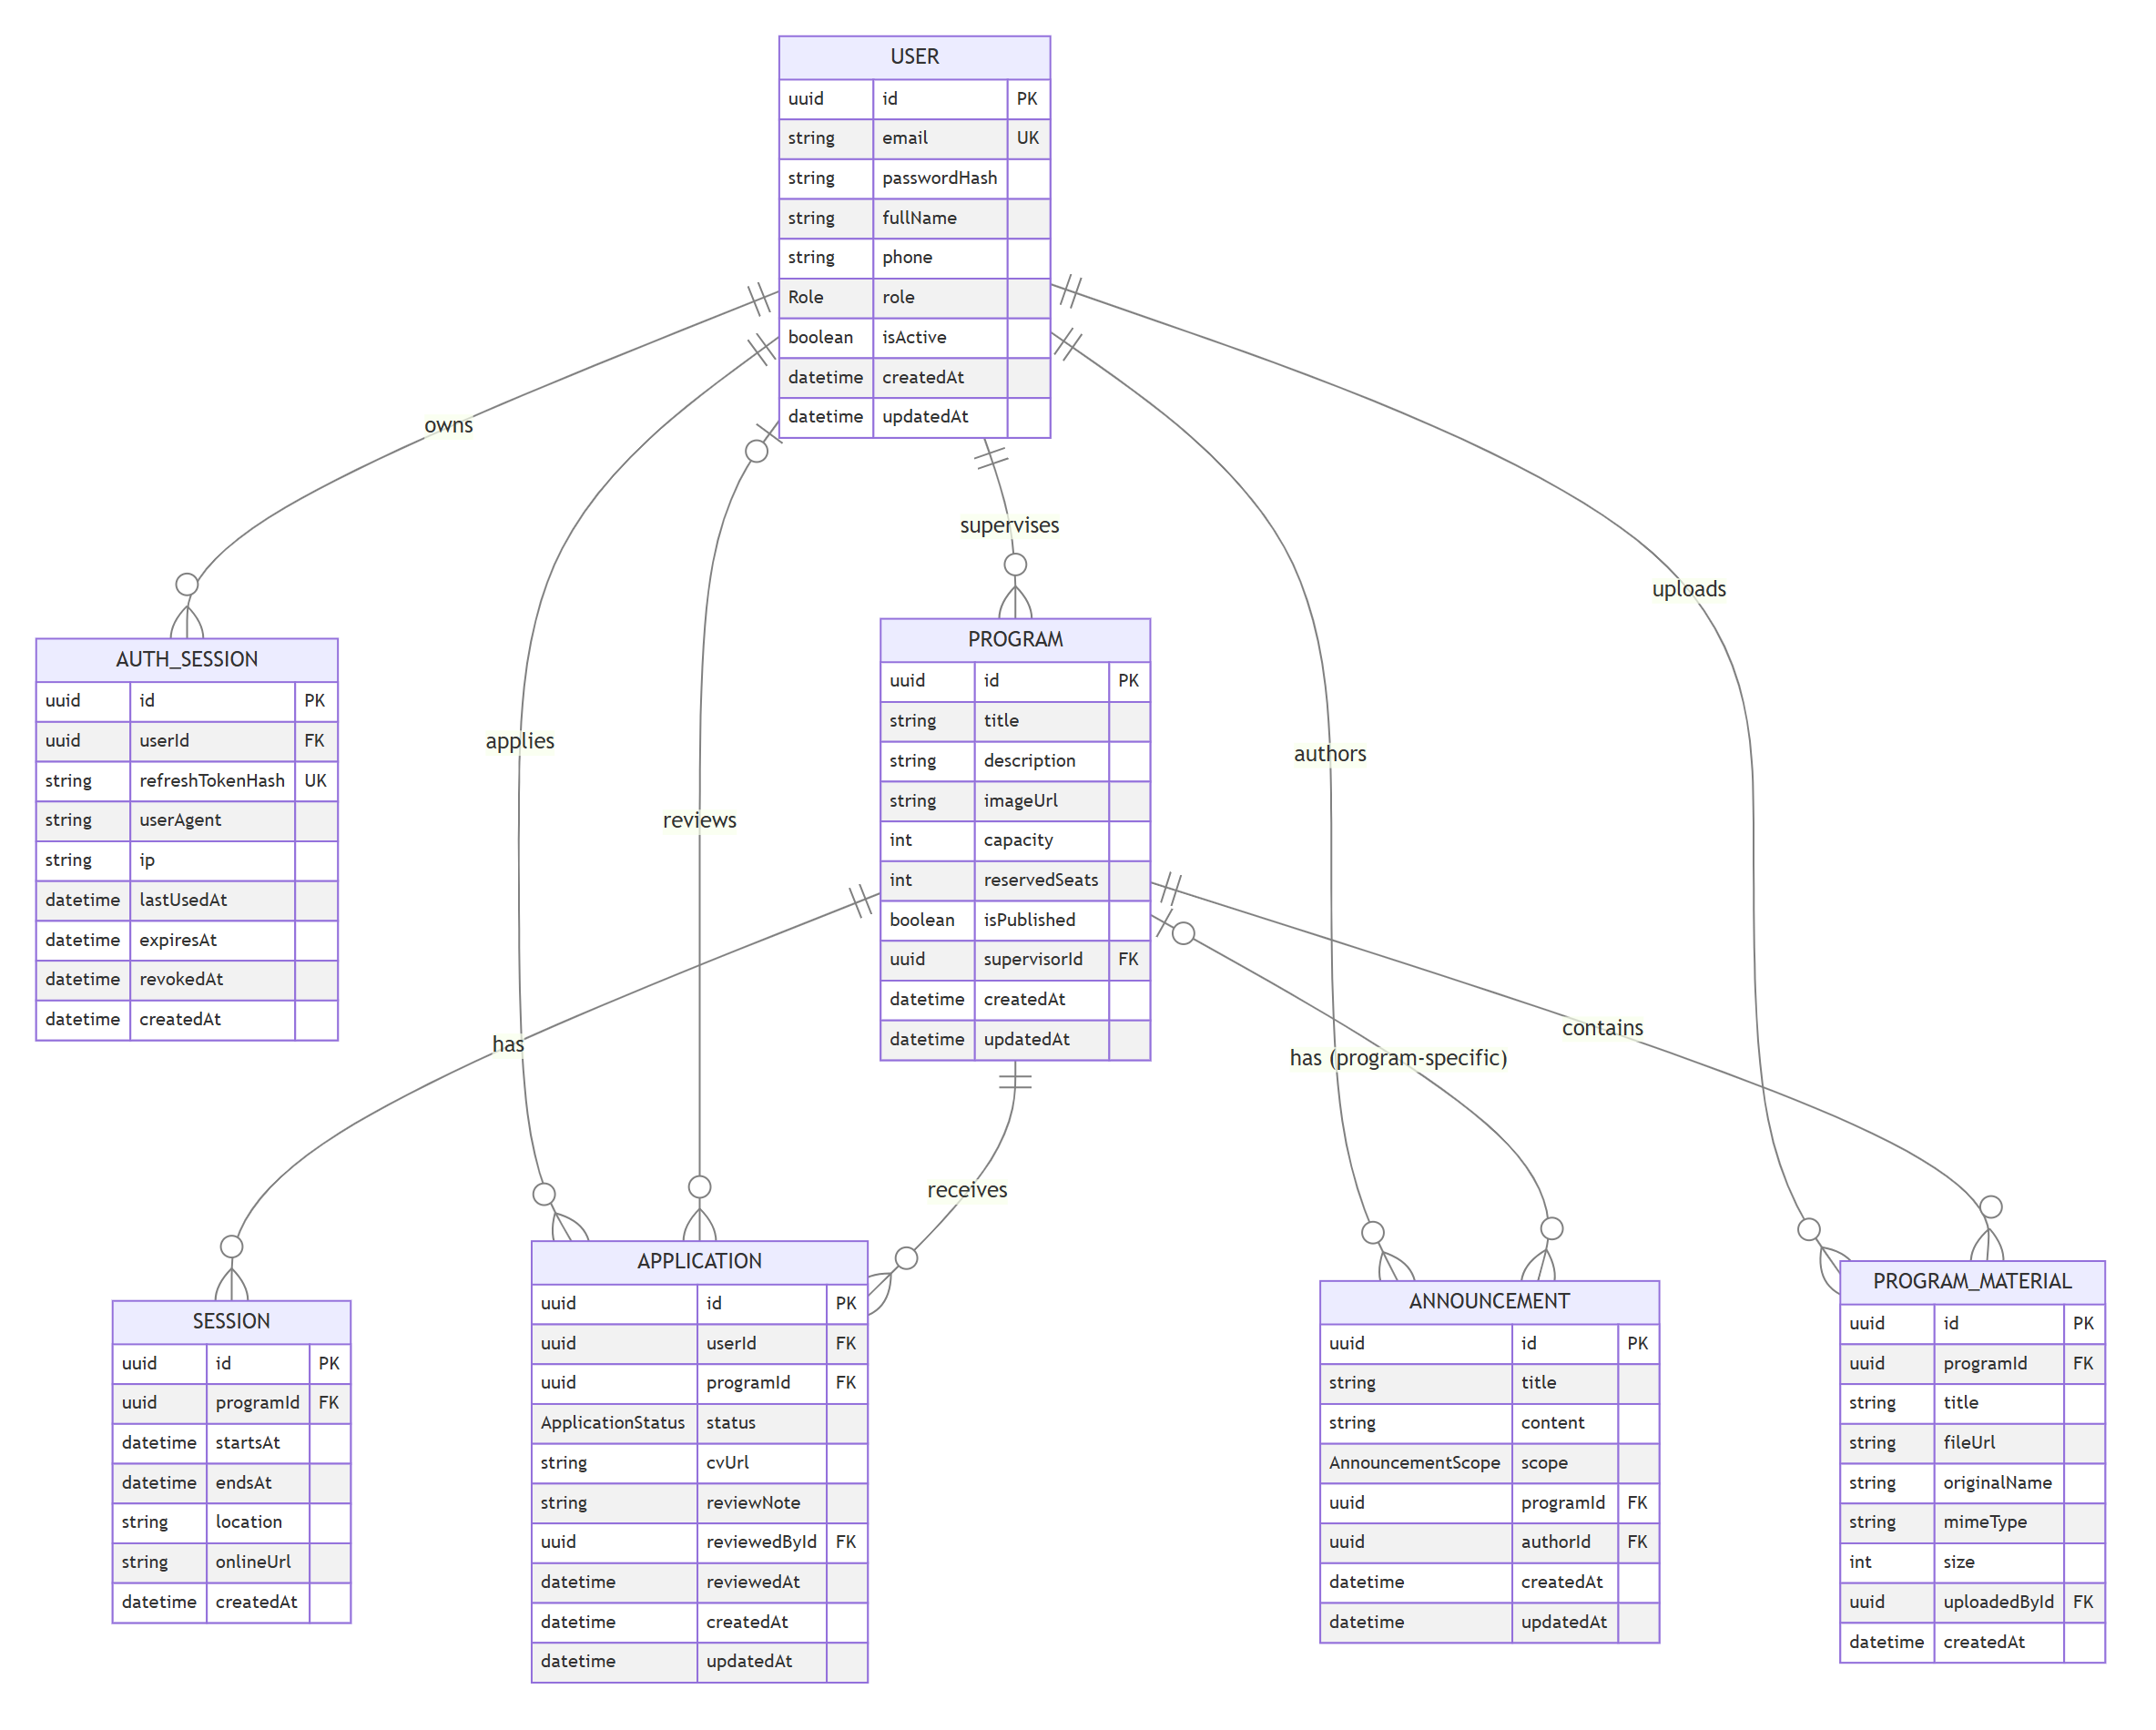 USER
uuid id PK
string email UK
string passwordHash
string fullName
string phone
Role role
boolean isActive
datetime createdAt
datetime updatedAt
owns
supervises
uploads
applies
authors
reviews
AUTH_SESSION
uuid id PK
uuid userId FK
string refreshTokenHash UK
string userAgent
string ip
datetime lastUsedAt
datetime expiresAt
datetime revokedAt
datetime createdAt
PROGRAM
uuid id PK
string title
string description
string imageUrl
int capacity
int reservedSeats
boolean isPublished
uuid supervisorId FK
datetime createdAt
datetime updatedAt
has
receives
has (program-specific)
contains
SESSION
uuid id PK
uuid programId FK
datetime startsAt
datetime endsAt
string location
string onlineUrl
datetime createdAt
APPLICATION
uuid id PK
uuid userId FK
uuid programId FK
ApplicationStatus status
string cvUrl
string reviewNote
uuid reviewedById FK
datetime reviewedAt
datetime createdAt
datetime updatedAt
ANNOUNCEMENT
uuid id PK
string title
string content
AnnouncementScope scope
uuid programId FK
uuid authorId FK
datetime createdAt
datetime updatedAt
PROGRAM_MATERIAL
uuid id PK
uuid programId FK
string title
string fileUrl
string originalName
string mimeType
int size
uuid uploadedById FK
datetime createdAt